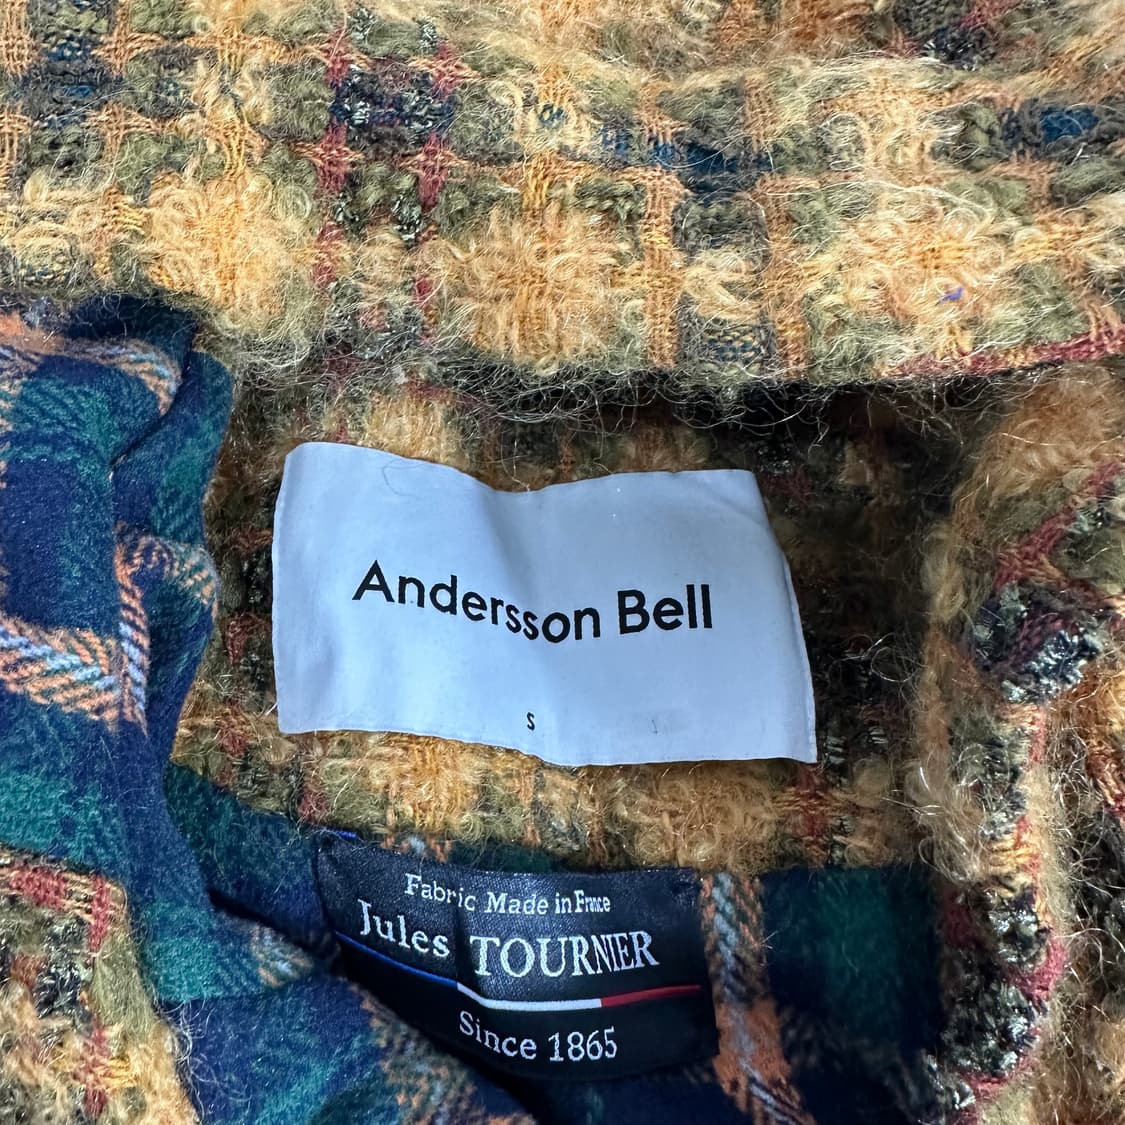 Andersson Bell
S
Fabric Made in France
Jules TOURNIER
Since 1865